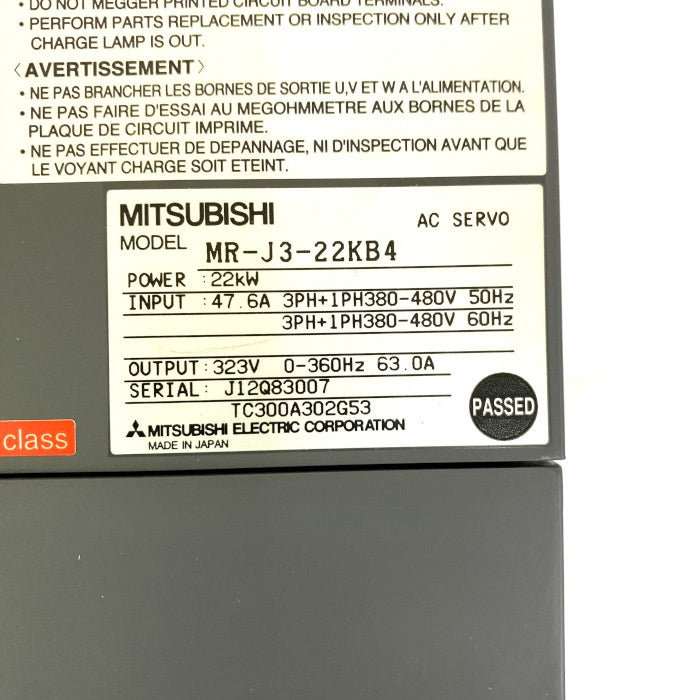 • DO NOT MEGGER PRINTED CIRCUIT BOARD TERMINALS.
• PERFORM PARTS REPLACEMENT OR INSPECTION ONLY AFTER
CHARGE LAMP IS OUT.
〈AVERTISSEMENT〉
• NE PAS BRANCHER LES BORNES DE SORTIE U,V ET W A L'ALIMENTATION.
• NE PAS FAIRE D'ESSAI AU MEGOHMMETRE AUX BORNES DE LA
PLAQUE DE CIRCUIT IMPRIME.
• NE PAS EFFECTUER DE DEPANNAGE, NI D'INSPECTION AVANT QUE
LE VOYANT CHARGE SOIT ETEINT.
MITSUBISHI AC SERVO
MODEL MR-J3-22KB4
POWER :22kW
INPUT :47.6A 3PH+1PH380-480V 50Hz
3PH+1PH380-480V 60Hz
OUTPUT:323V 0-360Hz 63.0A
SERIAL: J12Q83007
TC300A302G53
PASSED
MITSUBISHI ELECTRIC CORPORATION
MADE IN JAPAN
class